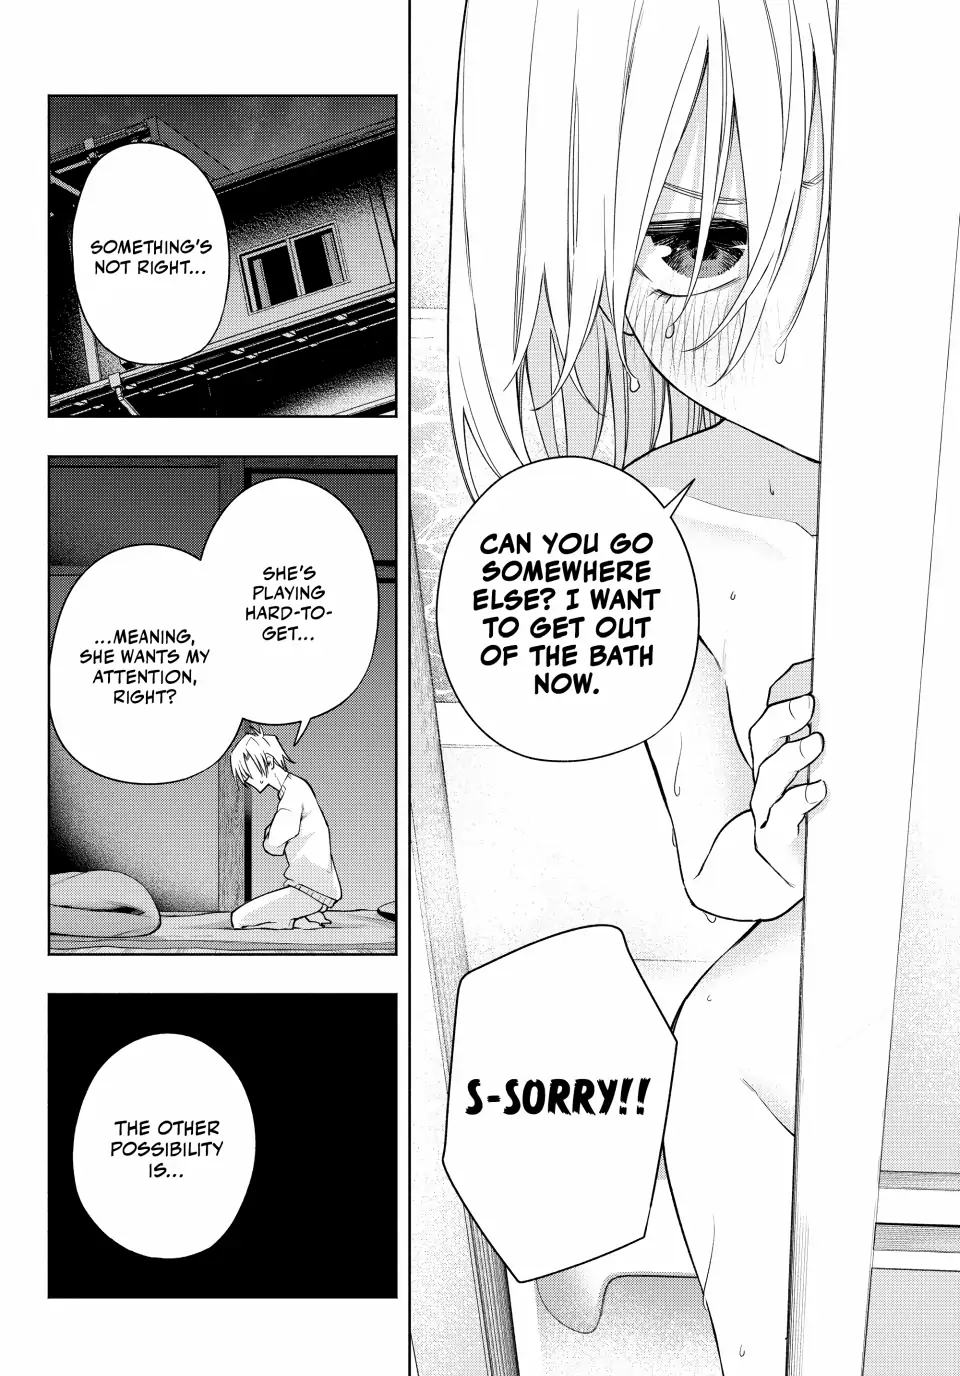 CAN YOU GO
SOMEWHERE
ELSE? I WANT
TO GET OUT
OF THE BATH
NOW.
S-SORRY!!
SOMETHING'S
NOT RIGHT...
SHE'S
PLAYING
HARD-TO-
GET...
...MEANING,
SHE WANTS MY
ATTENTION,
RIGHT?
THE OTHER
POSSIBILITY
IS...